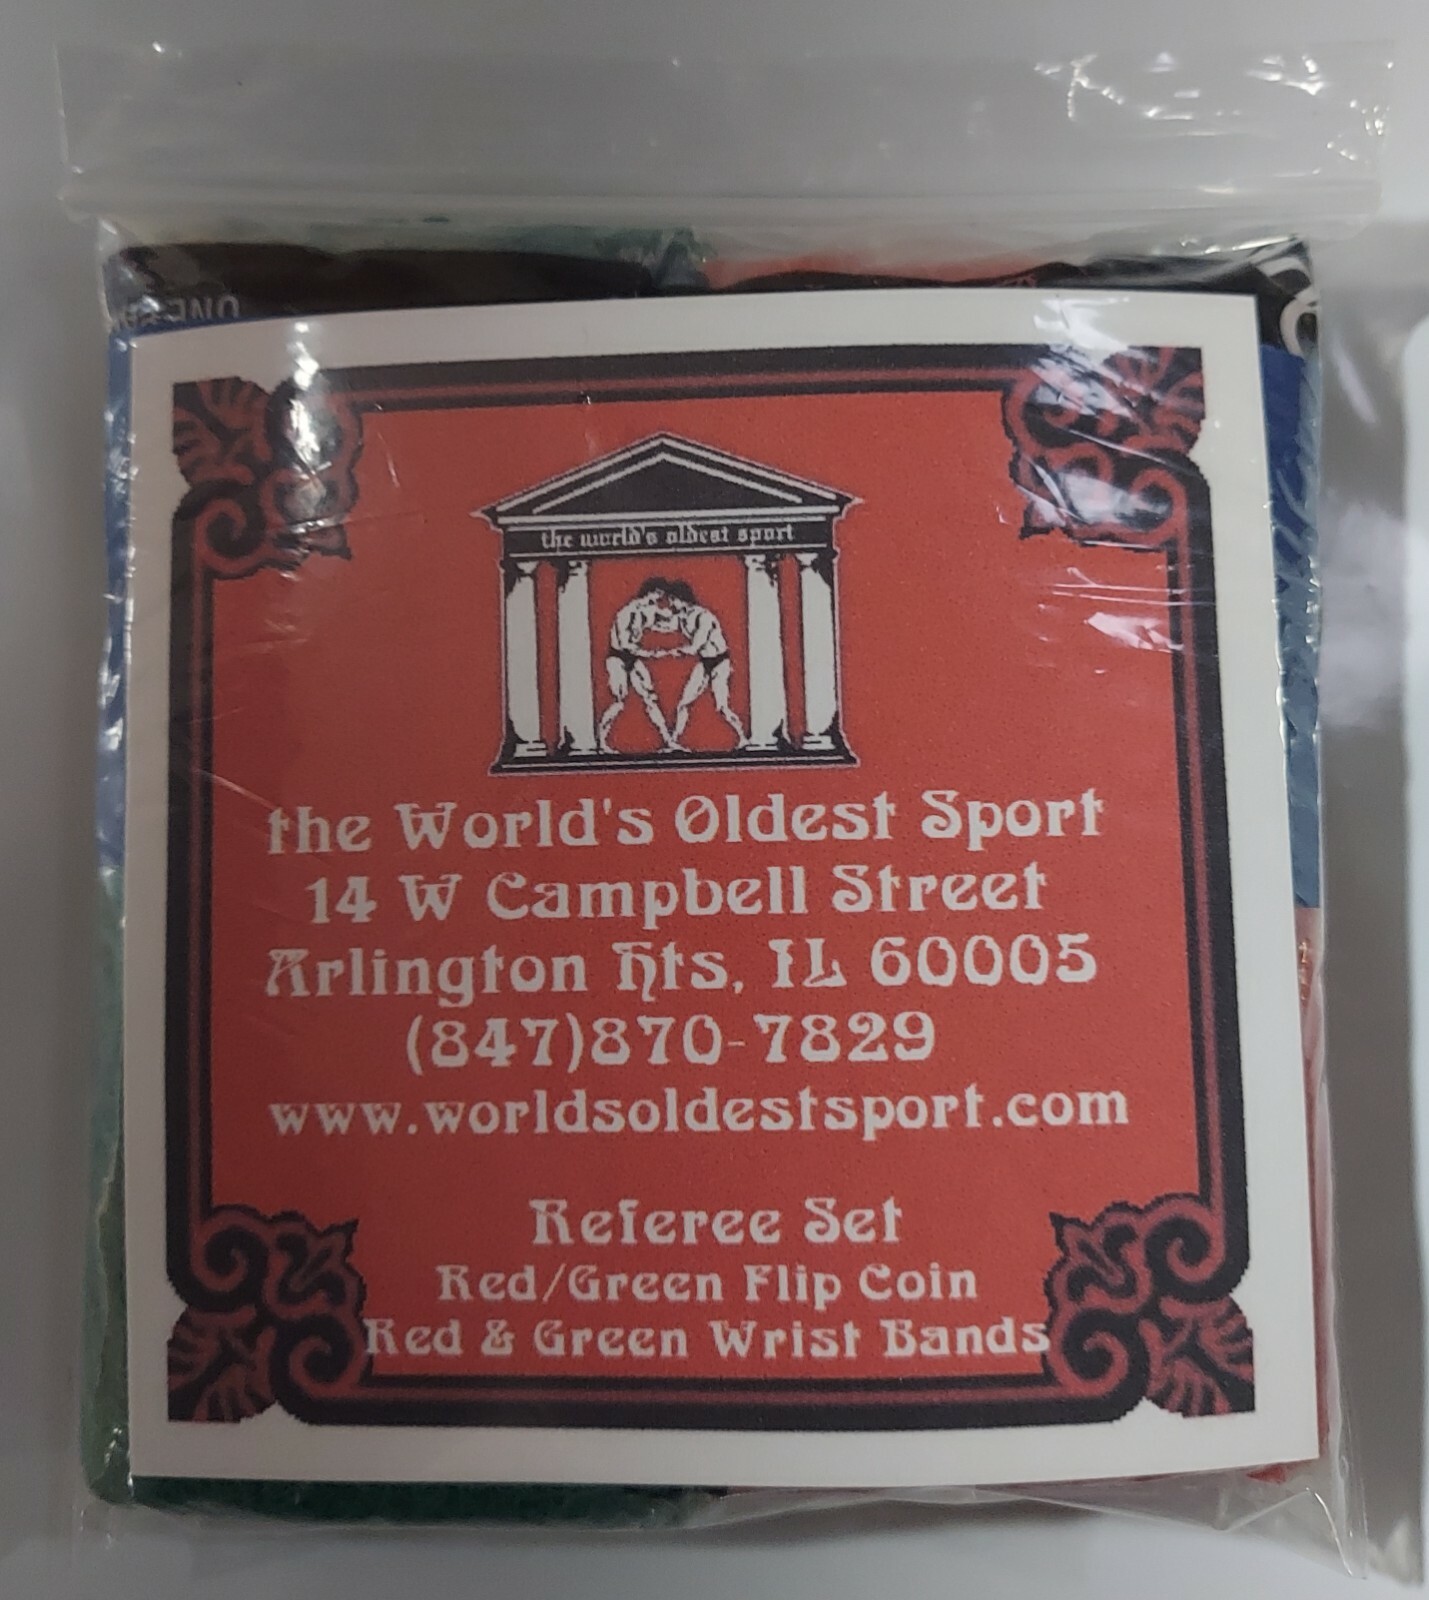 the world's oldest sport
the World's Oldest Sport
14 W Campbell Street
Arlington Hts, IL 60005
(847)870-7829
www.worldsoldestsport.com
Referee Set
Red/Green Flip Coin
Red & Green Wrist Bands